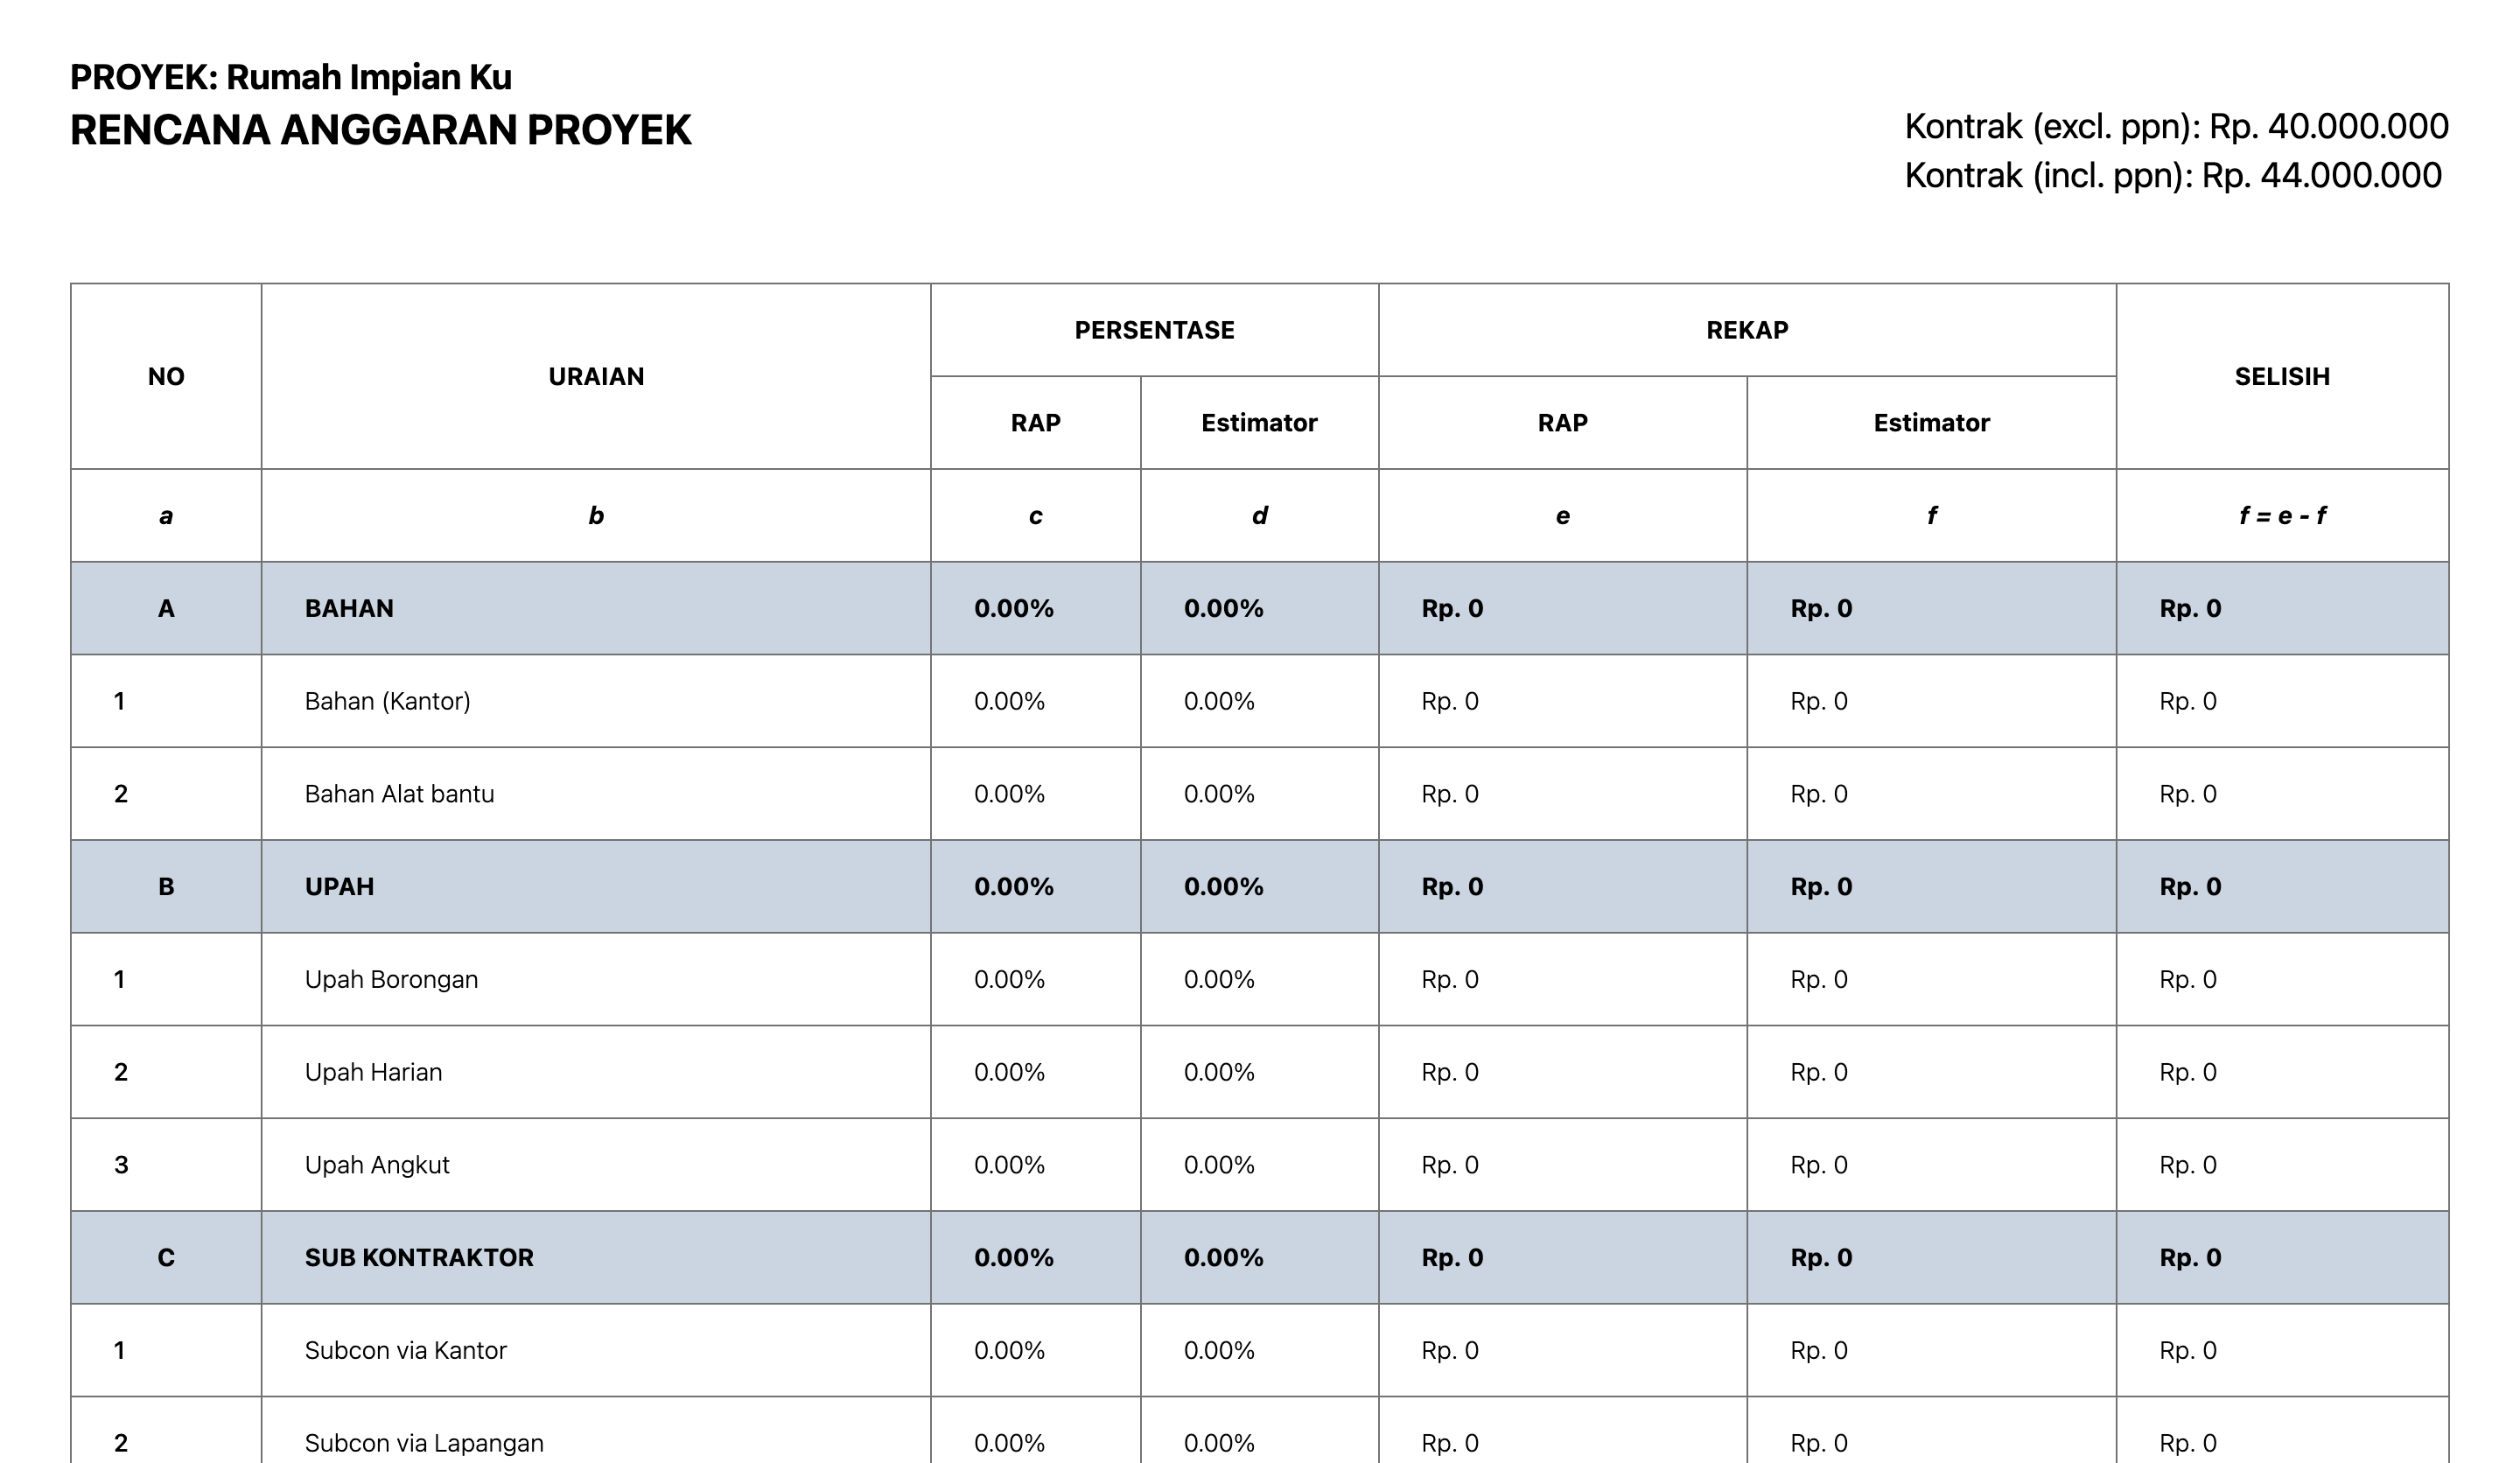 PROYEK: Rumah Impian Ku
RENCANA ANGGARAN PROYEK
Kontrak (excl. ppn): Rp. 40.000.000
Kontrak (incl. ppn): Rp. 44.000.000
NO URAIAN PERSENTASE REKAP SELISIH
RAP Estimator RAP Estimator
a b c d e f f = e - f
A BAHAN 0.00% 0.00% Rp. 0 Rp. 0 Rp. 0
1 Bahan (Kantor) 0.00% 0.00% Rp. 0 Rp. 0 Rp. 0
2 Bahan Alat bantu 0.00% 0.00% Rp. 0 Rp. 0 Rp. 0
B UPAH 0.00% 0.00% Rp. 0 Rp. 0 Rp. 0
1 Upah Borongan 0.00% 0.00% Rp. 0 Rp. 0 Rp. 0
2 Upah Harian 0.00% 0.00% Rp. 0 Rp. 0 Rp. 0
3 Upah Angkut 0.00% 0.00% Rp. 0 Rp. 0 Rp. 0
C SUB KONTRAKTOR 0.00% 0.00% Rp. 0 Rp. 0 Rp. 0
1 Subcon via Kantor 0.00% 0.00% Rp. 0 Rp. 0 Rp. 0
2 Subcon via Lapangan 0.00% 0.00% Rp. 0 Rp. 0 Rp. 0